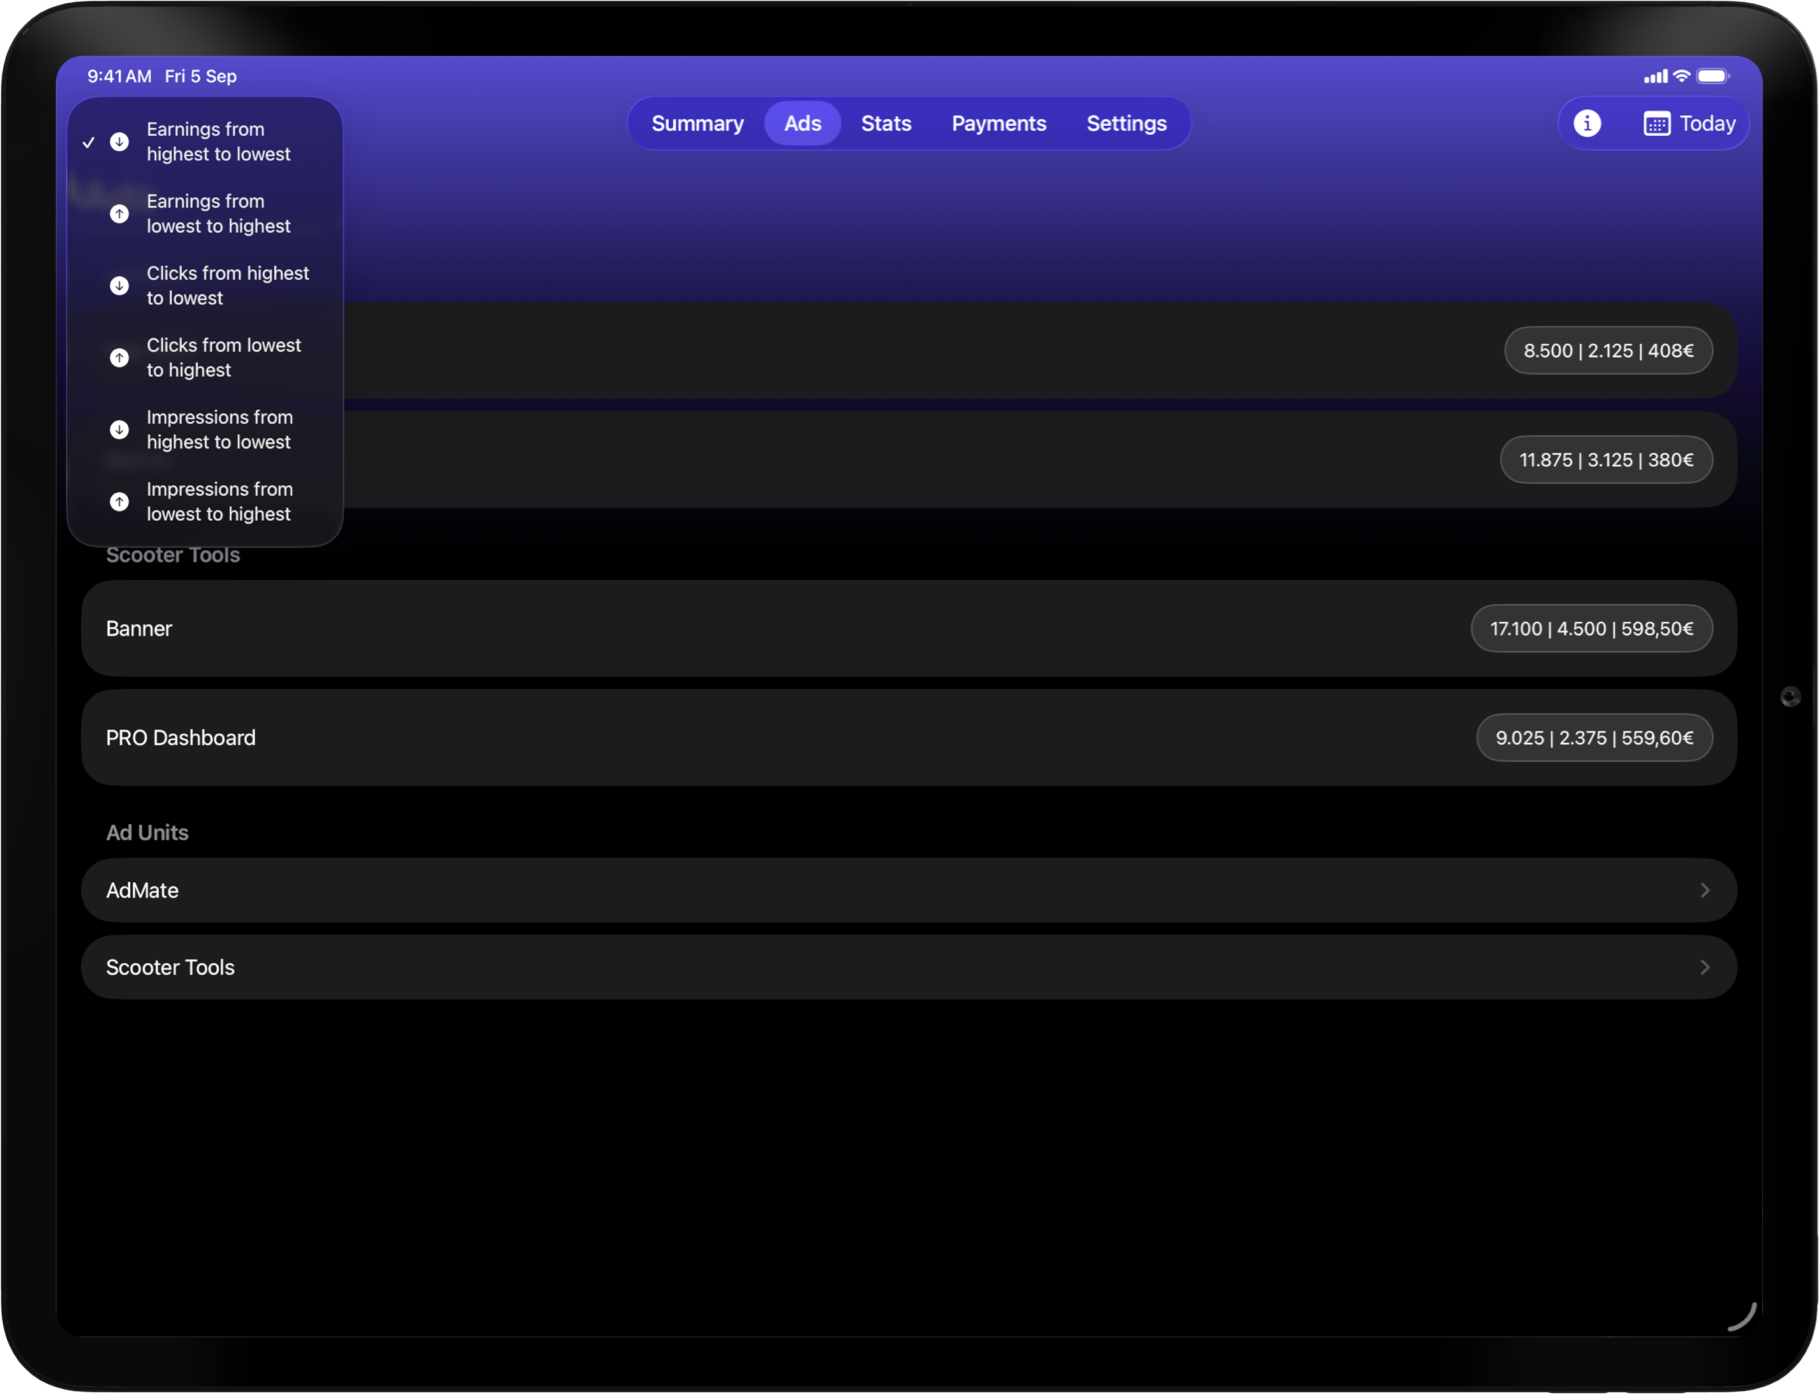 9:41 AM Fri 5 Sep
Summary Ads Stats Payments Settings
Today
Earnings from
highest to lowest
Earnings from
lowest to highest
Clicks from highest
to lowest
Clicks from lowest
to highest
Impressions from
highest to lowest
Impressions from
lowest to highest
8.500 | 2.125 | 408€
11.875 | 3.125 | 380€
Scooter Tools
Banner
17.100 | 4.500 | 598,50€
PRO Dashboard
9.025 | 2.375 | 559,60€
Ad Units
AdMate
Scooter Tools